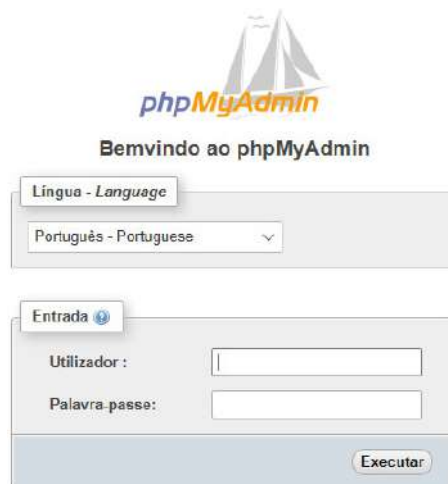 phpMyAdmin
Bemvindo ao phpMyAdmin
Língua - Language
Português - Portuguese
Entrada
Utilizador :
Palavra-passe:
Executar